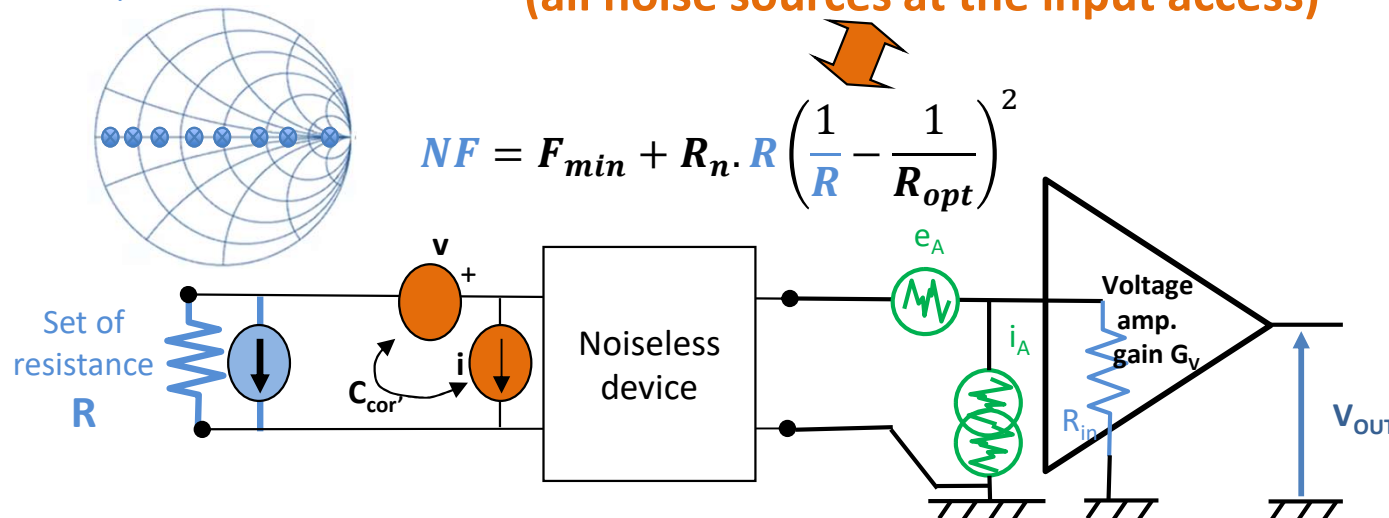 (all noise sources at the input access)
NF = F_min + R_n. R (1/R - 1/R_opt)^2
v
+
e_A
Voltage
amp.
gain G_V
Set of
resistance
R
i
C_cor'
Noiseless
device
i_A
R_in
V_OUT